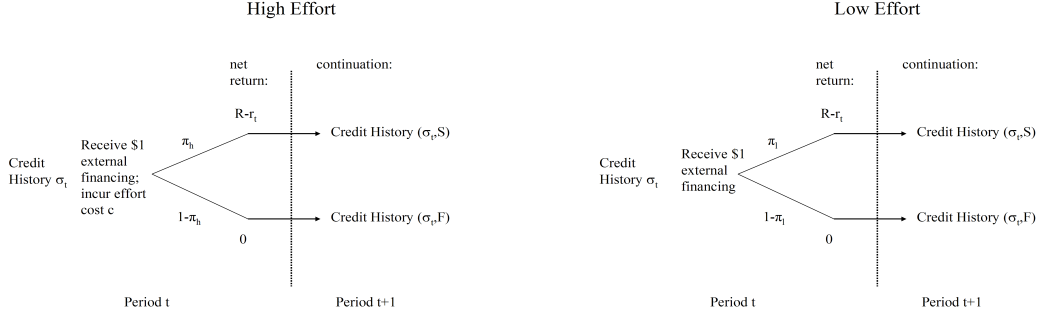 High Effort
net
return:
continuation:
R-rₜ
Credit History (σₜ,S)
πₕ
Receive $1
external
financing;
incur effort
cost c
Credit
History σₜ
1-πₕ
Credit History (σₜ,F)
0
Period t
Period t+1
Low Effort
net
return:
continuation:
R-rₜ
Credit History (σₜ,S)
πₗ
Receive $1
external
financing
Credit
History σₜ
1-πₗ
Credit History (σₜ,F)
0
Period t
Period t+1